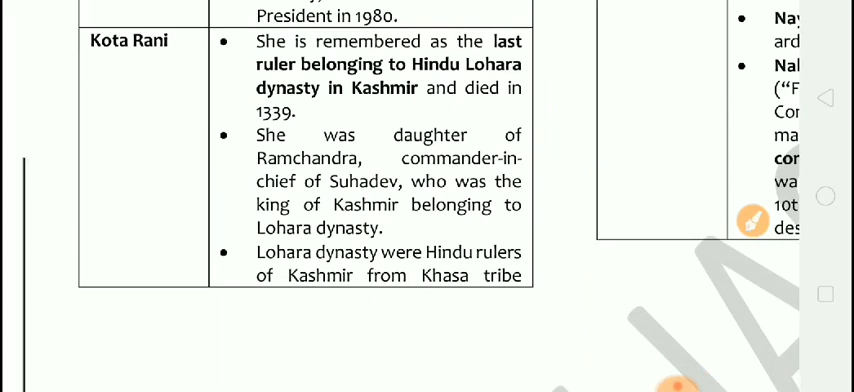 President in 1980.
Kota Rani
• She is remembered as the last
ruler belonging to Hindu Lohara
dynasty in Kashmir and died in
1339.
• She was daughter of
Ramchandra, commander-in-
chief of Suhadev, who was the
king of Kashmir belonging to
Lohara dynasty.
• Lohara dynasty were Hindu rulers
of Kashmir from Khasa tribe